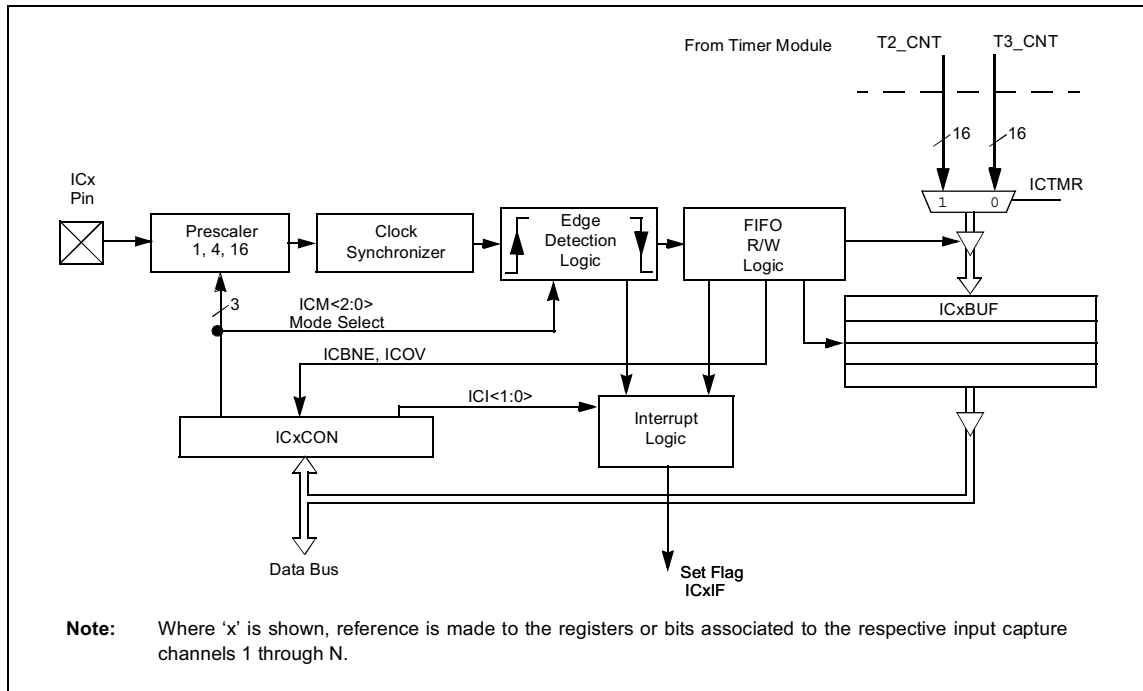 From Timer Module
T2_CNT
T3_CNT
16
16
ICx
Pin
ICTMR
1
0
Prescaler
1, 4, 16
Clock
Synchronizer
Edge
Detection
Logic
FIFO
R/W
Logic
3
ICM<2:0>
Mode Select
ICxBUF
ICBNE, ICOV
ICI<1:0>
ICxCON
Interrupt
Logic
Data Bus
Set Flag
ICxIF
Note: Where ‘x’ is shown, reference is made to the registers or bits associated to the respective input capture
channels 1 through N.